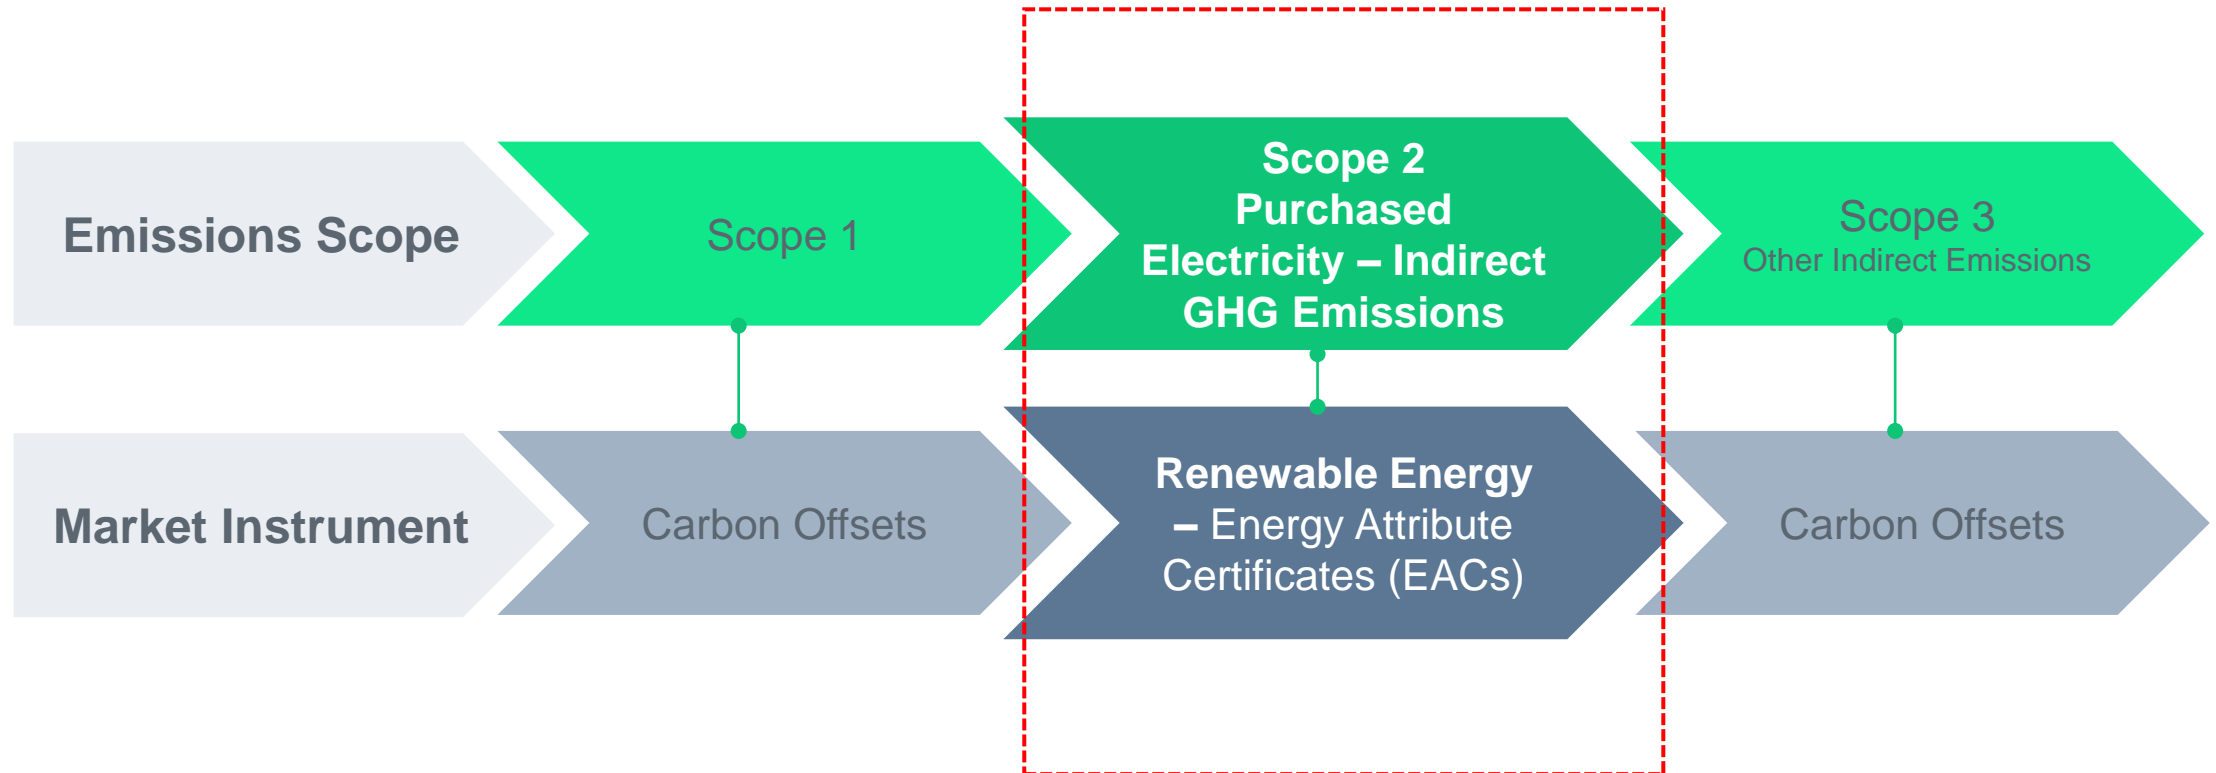 Emissions Scope
Scope 1
Scope 2
Purchased
Electricity – Indirect
GHG Emissions
Scope 3
Other Indirect Emissions
Market Instrument
Carbon Offsets
Renewable Energy
– Energy Attribute
Certificates (EACs)
Carbon Offsets